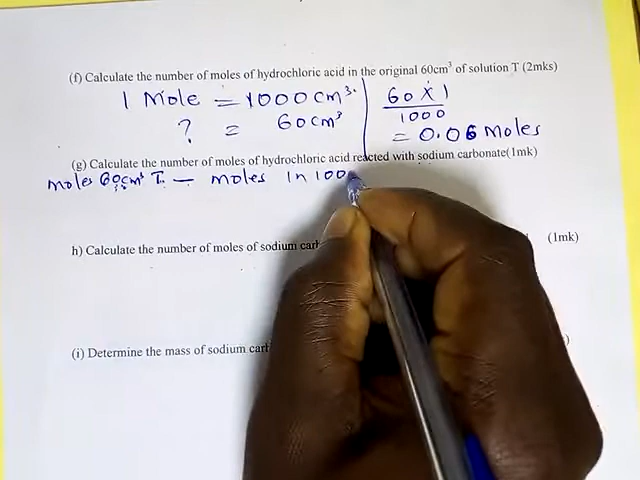 (f) Calculate the number of moles of hydrochloric acid in the original 60cm³ of solution T (2mks)
1 Mole = 1000cm³. 60 X 1
1000
? = 60cm³
= 0.06 Moles
(g) Calculate the number of moles of hydrochloric acid reacted with sodium carbonate(1mk)
moles 60cm³ T. — moles in 100
h) Calculate the number of moles of sodium (1mk)
(i) Determine the mass of sodium )